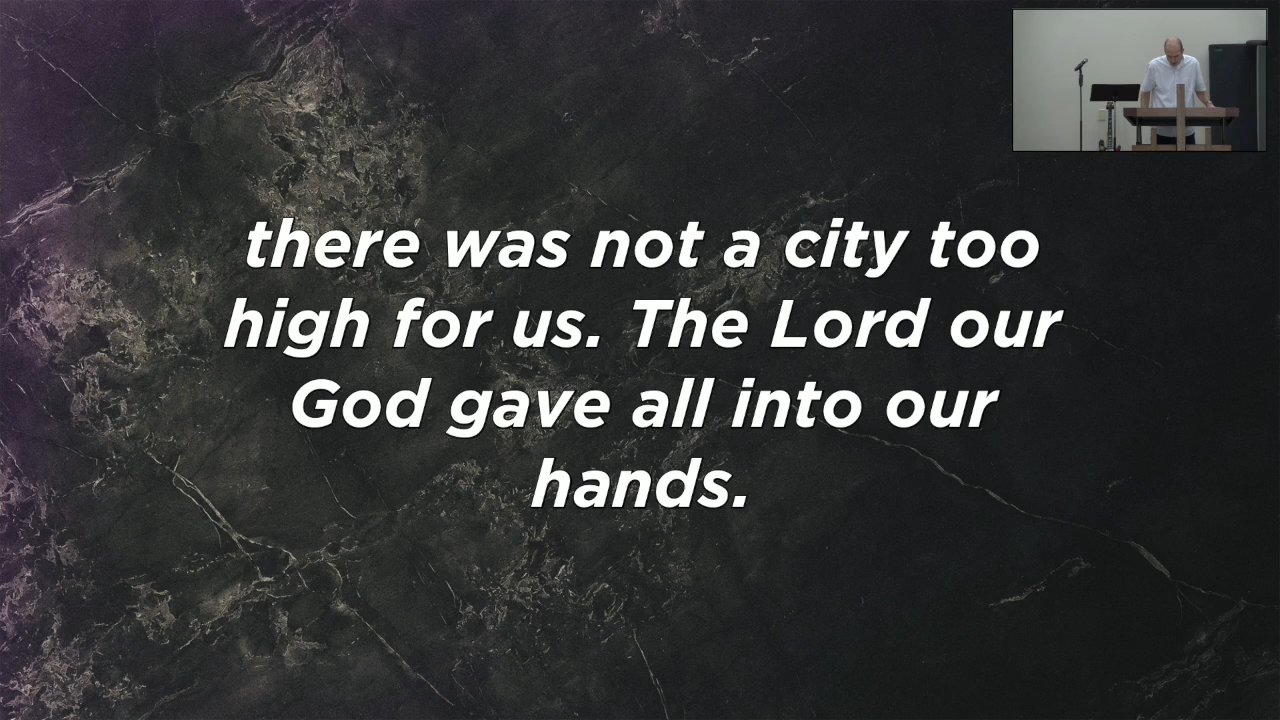 there was not a city too
high for us. The Lord our
God gave all into our
hands.